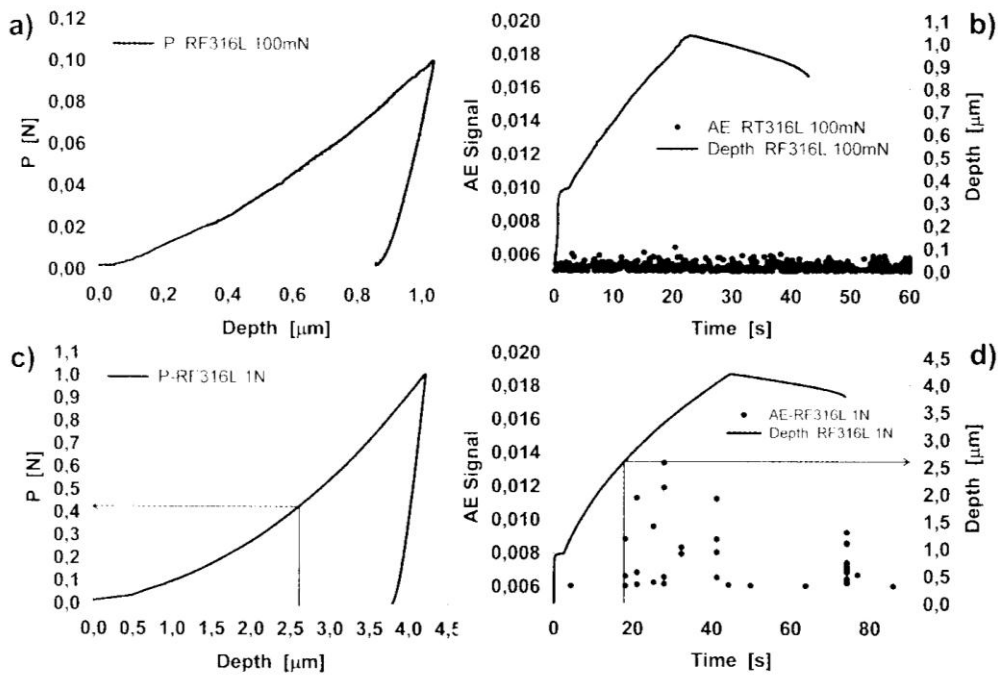 a)
0,12
0,10
0,08
0,06
0,04
0,02
0,00
P [N]
P RF316L 100mN
0,0 0,2 0,4 0,6 0,8 1,0
Depth [μm]
b)
0,020
0,018
0,016
0,014
0,012
0,010
0,008
0,006
AE Signal
AE RT316L 100mN
Depth RF316L 100mN
1,1
1,0
0,9
0,8
0,7
0,6
0,5
0,4
0,3
0,2
0,1
0,0
Depth [μm]
0 10 20 30 40 50 60
Time [s]
c)
1,1
1,0
0,9
0,8
0,7
0,6
0,5
0,4
0,3
0,2
0,1
0,0
P [N]
P-RF316L 1N
0,0 0,5 1,0 1,5 2,0 2,5 3,0 3,5 4,0 4,5
Depth [μm]
d)
0,020
0,018
0,016
0,014
0,012
0,010
0,008
0,006
AE Signal
AE-RF316L 1N
Depth RF316L 1N
4,5
4,0
3,5
3,0
2,5
2,0
1,5
1,0
0,5
0,0
Depth [μm]
0 20 40 60 80
Time [s]